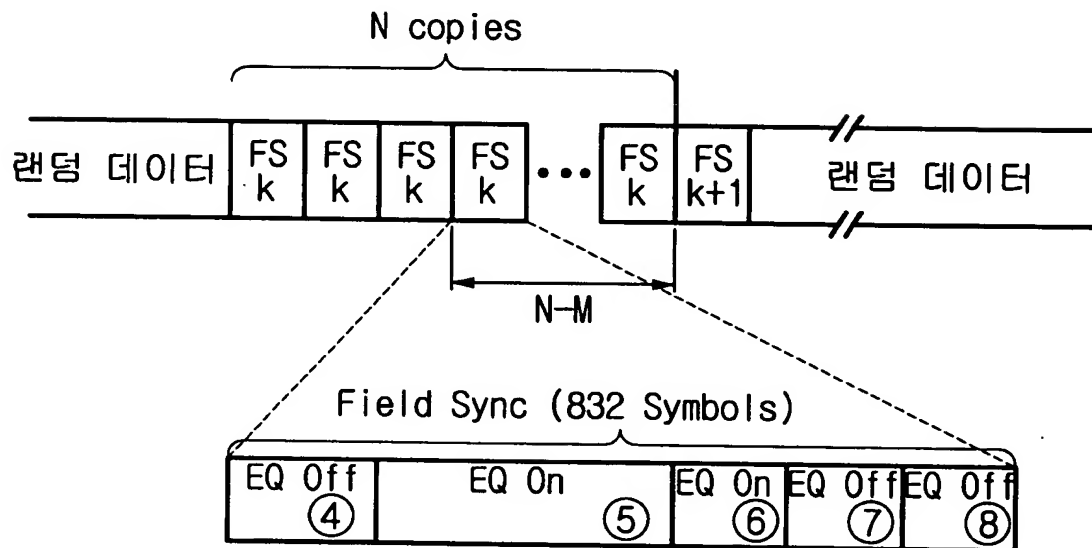 N copies
랜덤 데이터
FS k
FS k
FS k
FS k
•••
FS k
FS k+1
랜덤 데이터
N-M
Field Sync (832 Symbols)
EQ Off ④
EQ On ⑤
EQ On ⑥
EQ Off ⑦
EQ Off ⑧